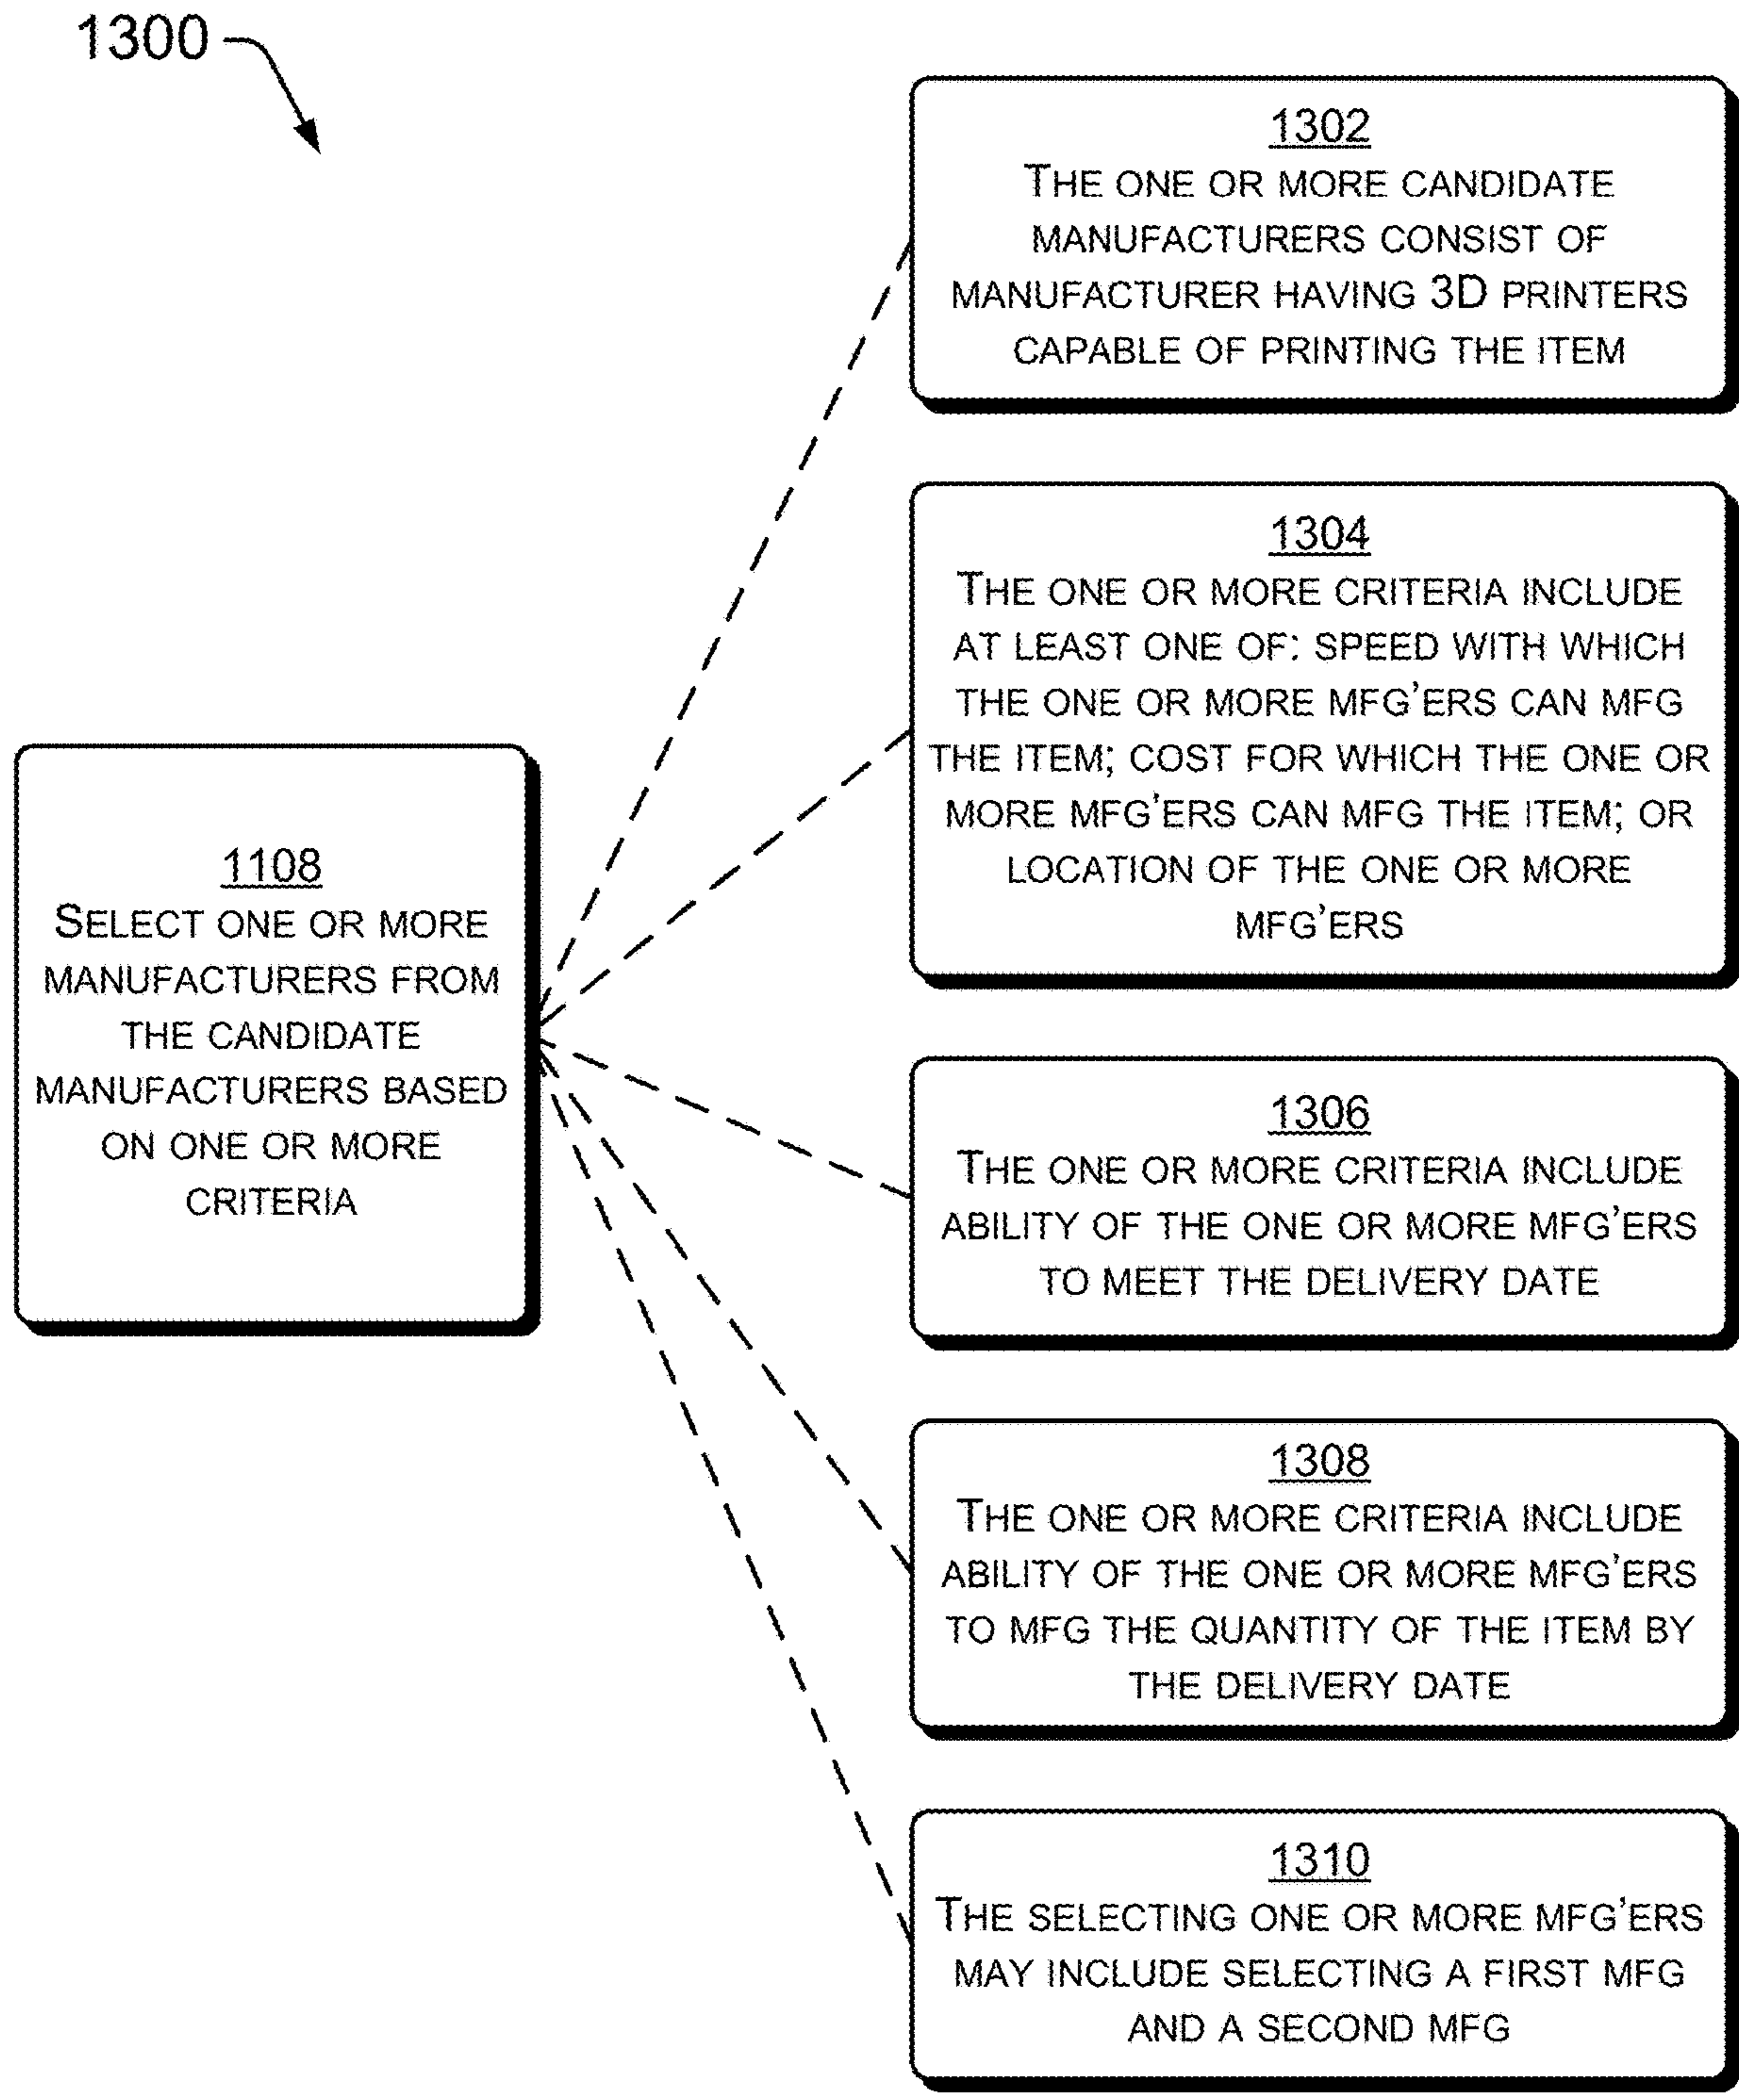 1300
1302
THE ONE OR MORE CANDIDATE
MANUFACTURERS CONSIST OF
MANUFACTURER HAVING 3D PRINTERS
CAPABLE OF PRINTING THE ITEM
1304
THE ONE OR MORE CRITERIA INCLUDE
AT LEAST ONE OF: SPEED WITH WHICH
THE ONE OR MORE MFG'ERS CAN MFG
THE ITEM; COST FOR WHICH THE ONE OR
MORE MFG'ERS CAN MFG THE ITEM; OR
LOCATION OF THE ONE OR MORE
MFG'ERS
1108
SELECT ONE OR MORE
MANUFACTURERS FROM
THE CANDIDATE
MANUFACTURERS BASED
ON ONE OR MORE
CRITERIA
1306
THE ONE OR MORE CRITERIA INCLUDE
ABILITY OF THE ONE OR MORE MFG'ERS
TO MEET THE DELIVERY DATE
1308
THE ONE OR MORE CRITERIA INCLUDE
ABILITY OF THE ONE OR MORE MFG'ERS
TO MFG THE QUANTITY OF THE ITEM BY
THE DELIVERY DATE
1310
THE SELECTING ONE OR MORE MFG'ERS
MAY INCLUDE SELECTING A FIRST MFG
AND A SECOND MFG